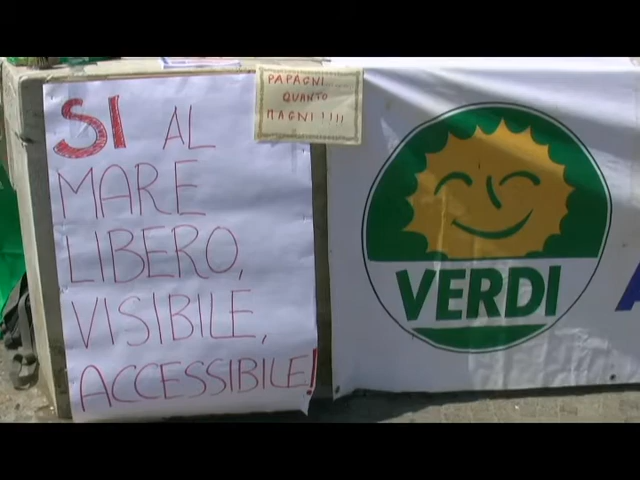 SI AL
MARE
LIBERO,
VISIBILE,
ACCESSIBILE!
PAPAGNI.....
QUANTO
MAGNI!!!!
VERDI